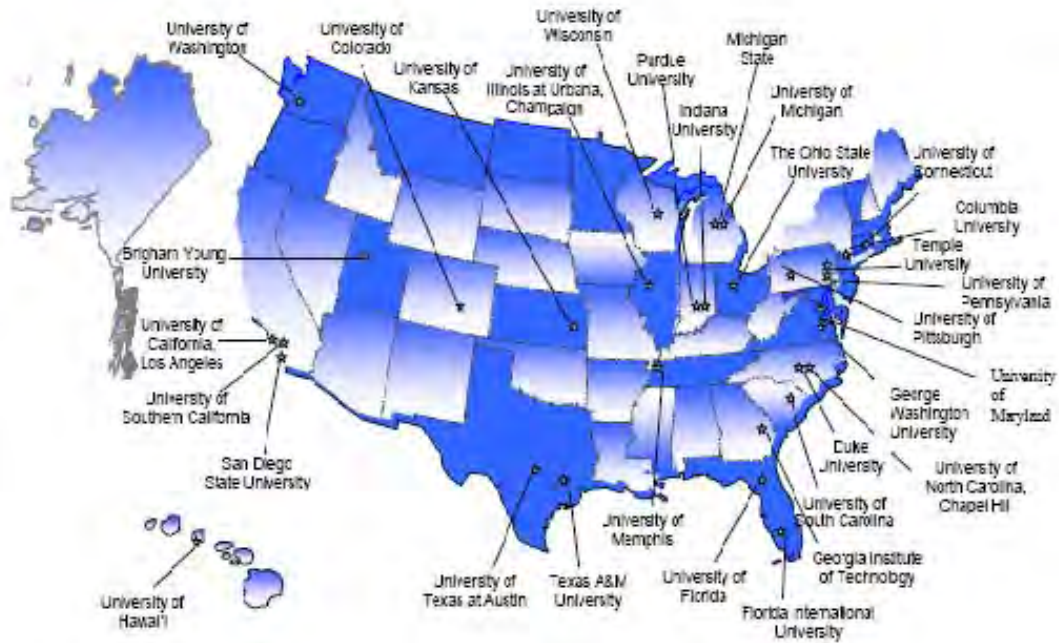 University of
Washington
University of
Colorado
University of
Kansas
University of
Illinois at Urbana,
Champaign
University of
Wisconsin
Purdue
University
Indiana
University
Michigan
State
University of
Michigan
The Ohio State
University
University of
Connecticut
Columbia
University
Temple
University
University of
Pennsylvania
University of
Pittsburgh
University
of
Maryland
George
Washington
University
Duke
University
University of
North Carolina,
Chapel Hill
University of
South Carolina
Georgia Institute
of Technology
Florida International
University
University of
Florida
University of
Memphis
Texas A&M
University
University of
Texas at Austin
Brigham Young
University
University of
California,
Los Angeles
University of
Southern California
San Diego
State University
University of
Hawai'i